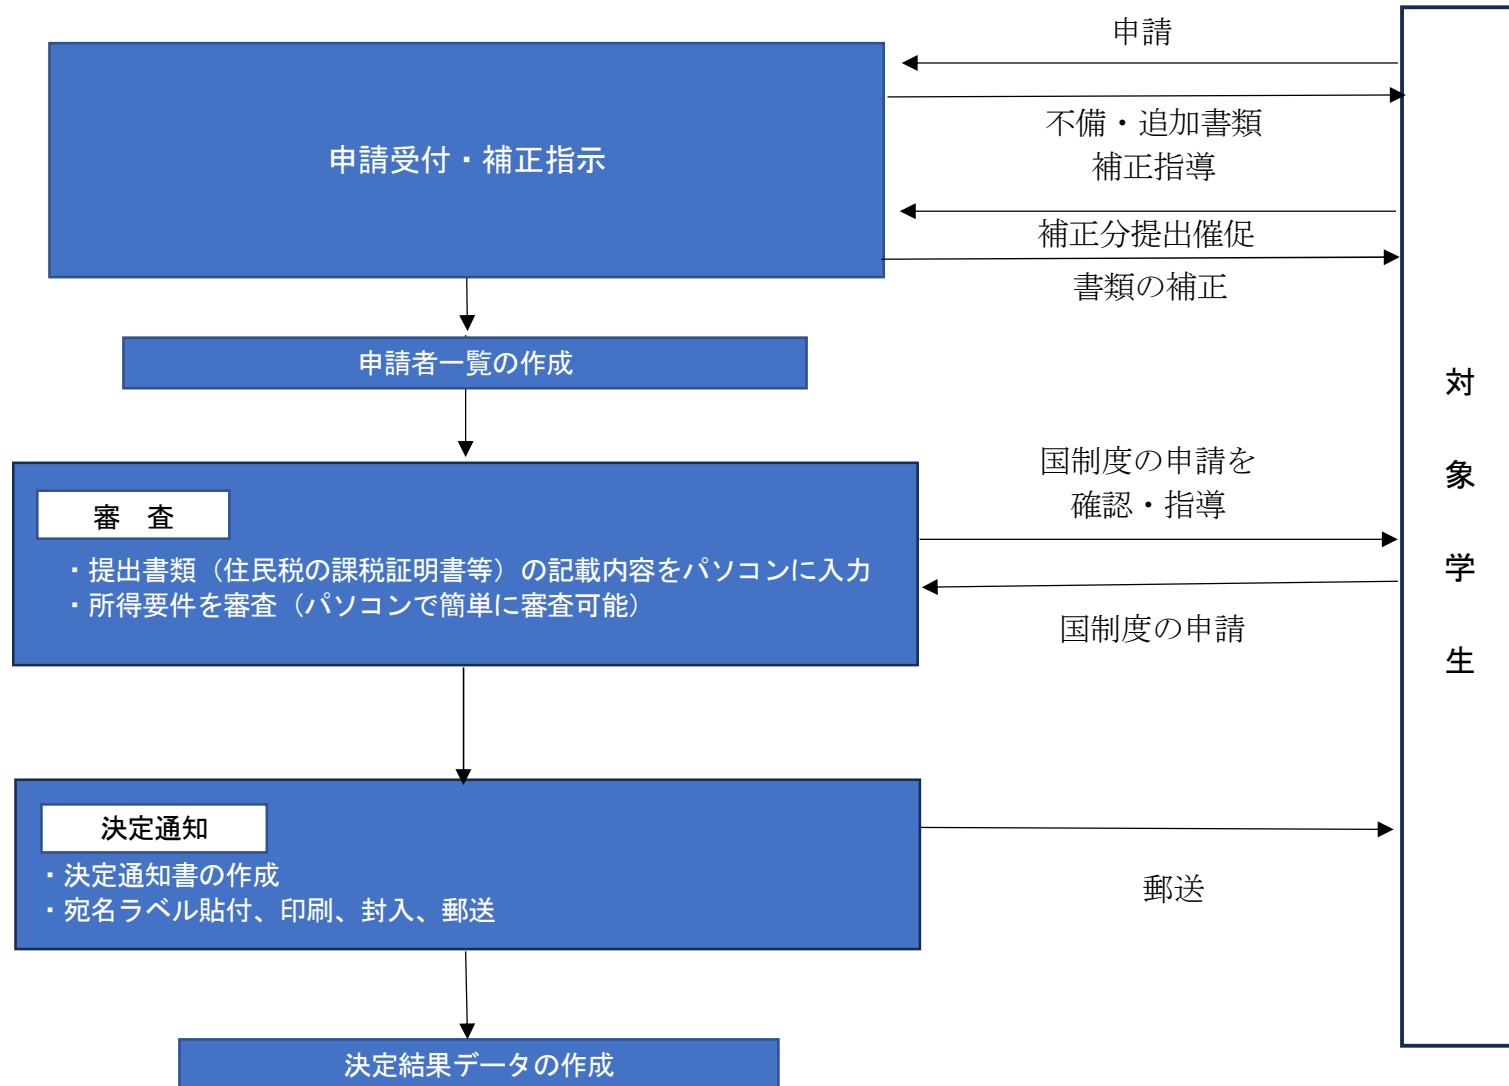 申請
申請受付・補正指示
不備・追加書類
補正指導
補正分提出催促
書類の補正
申請者一覧の作成
対
象
学
生
国制度の申請を
確認・指導
審　査
・提出書類（住民税の課税証明書等）の記載内容をパソコンに入力
・所得要件を審査（パソコンで簡単に審査可能）
国制度の申請
決定通知
・決定通知書の作成
・宛名ラベル貼付、印刷、封入、郵送
郵送
決定結果データの作成